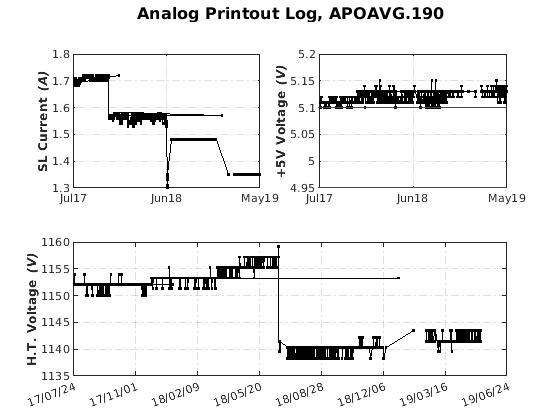 Analog Printout Log, APOAVG.190
SL Current (A)
1.8
1.7
1.6
1.5
1.4
1.3
Jul17
Jun18
May19
+5V Voltage (V)
5.2
5.15
5.1
5.05
5
4.95
Jul17
Jun18
May19
H.T. Voltage (V)
1160
1155
1150
1145
1140
1135
17/07/24
17/11/01
18/02/09
18/05/20
18/08/28
18/12/06
19/03/16
19/06/24